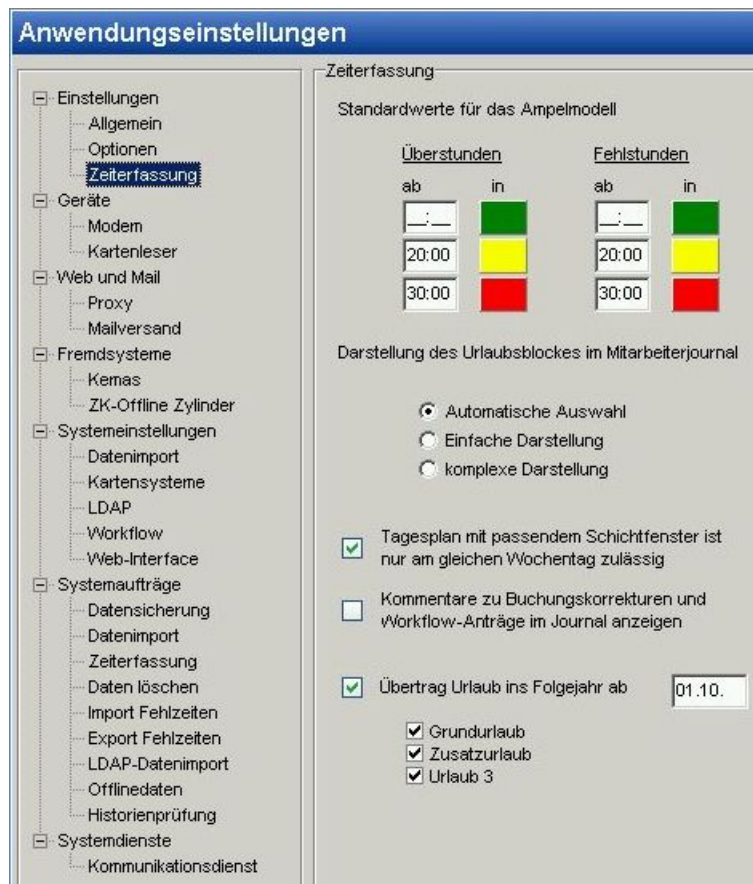 Anwendungseinstellungen
Einstellungen
Allgemein
Optionen
Zeiterfassung
Geräte
Modem
Kartenleser
Web und Mail
Proxy
Mailversand
Fremdsysteme
Kemas
ZK-Offline Zylinder
Systemeinstellungen
Datenimport
Kartensysteme
LDAP
Workflow
Web-Interface
Systemaufträge
Datensicherung
Datenimport
Zeiterfassung
Daten löschen
Import Fehlzeiten
Export Fehlzeiten
LDAP-Datenimport
Offlinedaten
Historienprüfung
Systemdienste
Kommunikationsdienst
Zeiterfassung
Standardwerte für das Ampelmodell
Überstunden Fehlstunden
ab in ab in
__:__ __:__
20:00 20:00
30:00 30:00
Darstellung des Urlaubsblockes im Mitarbeiterjournal
Automatische Auswahl
Einfache Darstellung
komplexe Darstellung
Tagesplan mit passendem Schichtfenster ist
nur am gleichen Wochentag zulässig
Kommentare zu Buchungskorrekturen und
Workflow-Anträge im Journal anzeigen
Übertrag Urlaub ins Folgejahr ab 01.10.
Grundurlaub
Zusatzurlaub
Urlaub 3